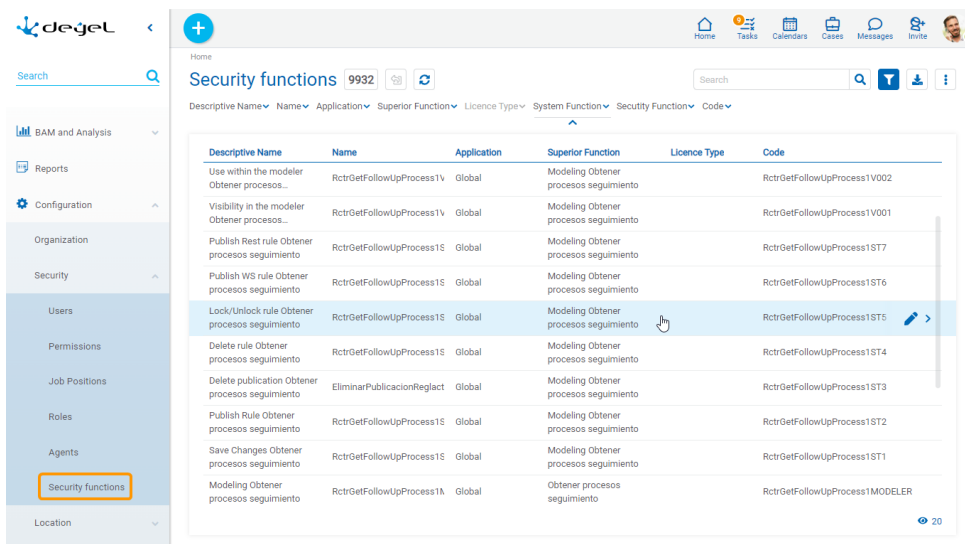 deyel
Search
BAM and Analysis
Reports
Configuration
Organization
Security
Users
Permissions
Job Positions
Roles
Agents
Security functions
Location
Home
9
Tasks
Calendars
Cases
Messages
Invite
Home
Security functions 9932
Search
Descriptive Name Name Application Superior Function Licence Type System Function Secutity Function Code
Descriptive Name Name Application Superior Function Licence Type Code
Use within the modeler
Obtener procesos...
RctrGetFollowUpProcess1V Global
Modeling Obtener
procesos seguimiento
RctrGetFollowUpProcess1V002
Visibility in the modeler
Obtener procesos...
RctrGetFollowUpProcess1V Global
Modeling Obtener
procesos seguimiento
RctrGetFollowUpProcess1V001
Publish Rest rule Obtener
procesos seguimiento
RctrGetFollowUpProcess1S Global
Modeling Obtener
procesos seguimiento
RctrGetFollowUpProcess1ST7
Publish WS rule Obtener
procesos seguimiento
RctrGetFollowUpProcess1S Global
Modeling Obtener
procesos seguimiento
RctrGetFollowUpProcess1ST6
Lock/Unlock rule Obtener
procesos seguimiento
RctrGetFollowUpProcess1S Global
Modeling Obtener
procesos seguimiento
RctrGetFollowUpProcess1ST5
Delete rule Obtener
procesos seguimiento
RctrGetFollowUpProcess1S Global
Modeling Obtener
procesos seguimiento
RctrGetFollowUpProcess1ST4
Delete publication Obtener
procesos seguimiento
EliminarPublicacionReglact Global
Modeling Obtener
procesos seguimiento
RctrGetFollowUpProcess1ST3
Publish Rule Obtener
procesos seguimiento
RctrGetFollowUpProcess1S Global
Modeling Obtener
procesos seguimiento
RctrGetFollowUpProcess1ST2
Save Changes Obtener
procesos seguimiento
RctrGetFollowUpProcess1S Global
Modeling Obtener
procesos seguimiento
RctrGetFollowUpProcess1ST1
Modeling Obtener
procesos seguimiento
RctrGetFollowUpProcess1M Global
Obtener procesos
seguimiento
RctrGetFollowUpProcess1MODELER
20